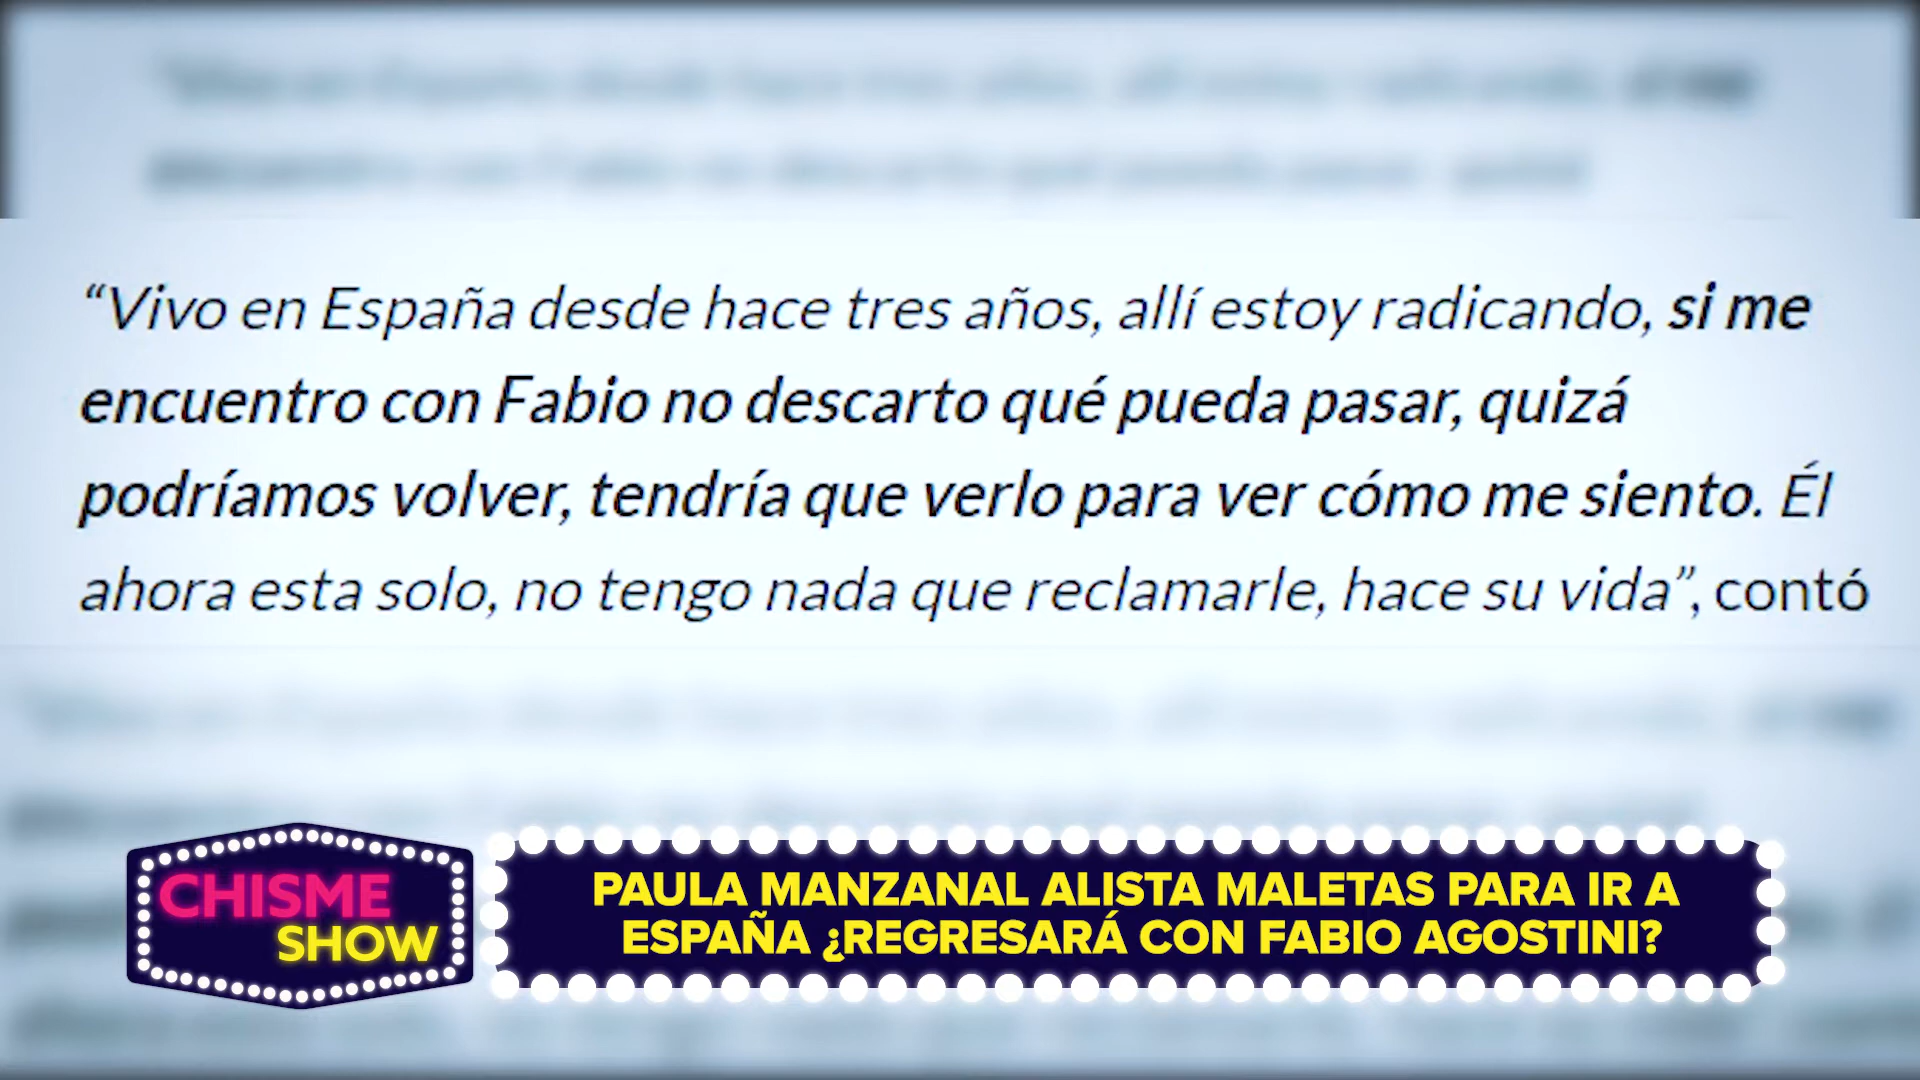 “Vivo en España desde hace tres años, allí estoy radicando, si me
encuentro con Fabio no descarto qué pueda pasar, quizá
podríamos volver, tendría que verlo para ver cómo me siento. Él
ahora esta solo, no tengo nada que reclamarle, hace su vida”, contó
CHISME
SHOW
PAULA MANZANAL ALISTA MALETAS PARA IR A
ESPAÑA ¿REGRESARÁ CON FABIO AGOSTINI?